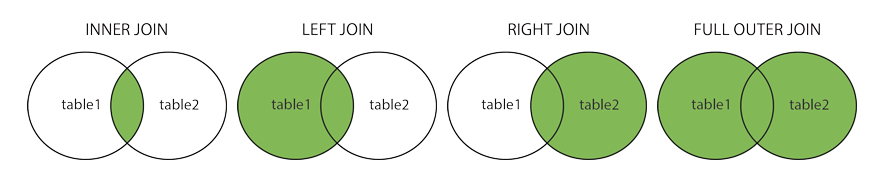 INNER JOIN
LEFT JOIN
RIGHT JOIN
FULL OUTER JOIN
table1
table2
table1
table2
table1
table2
table1
table2